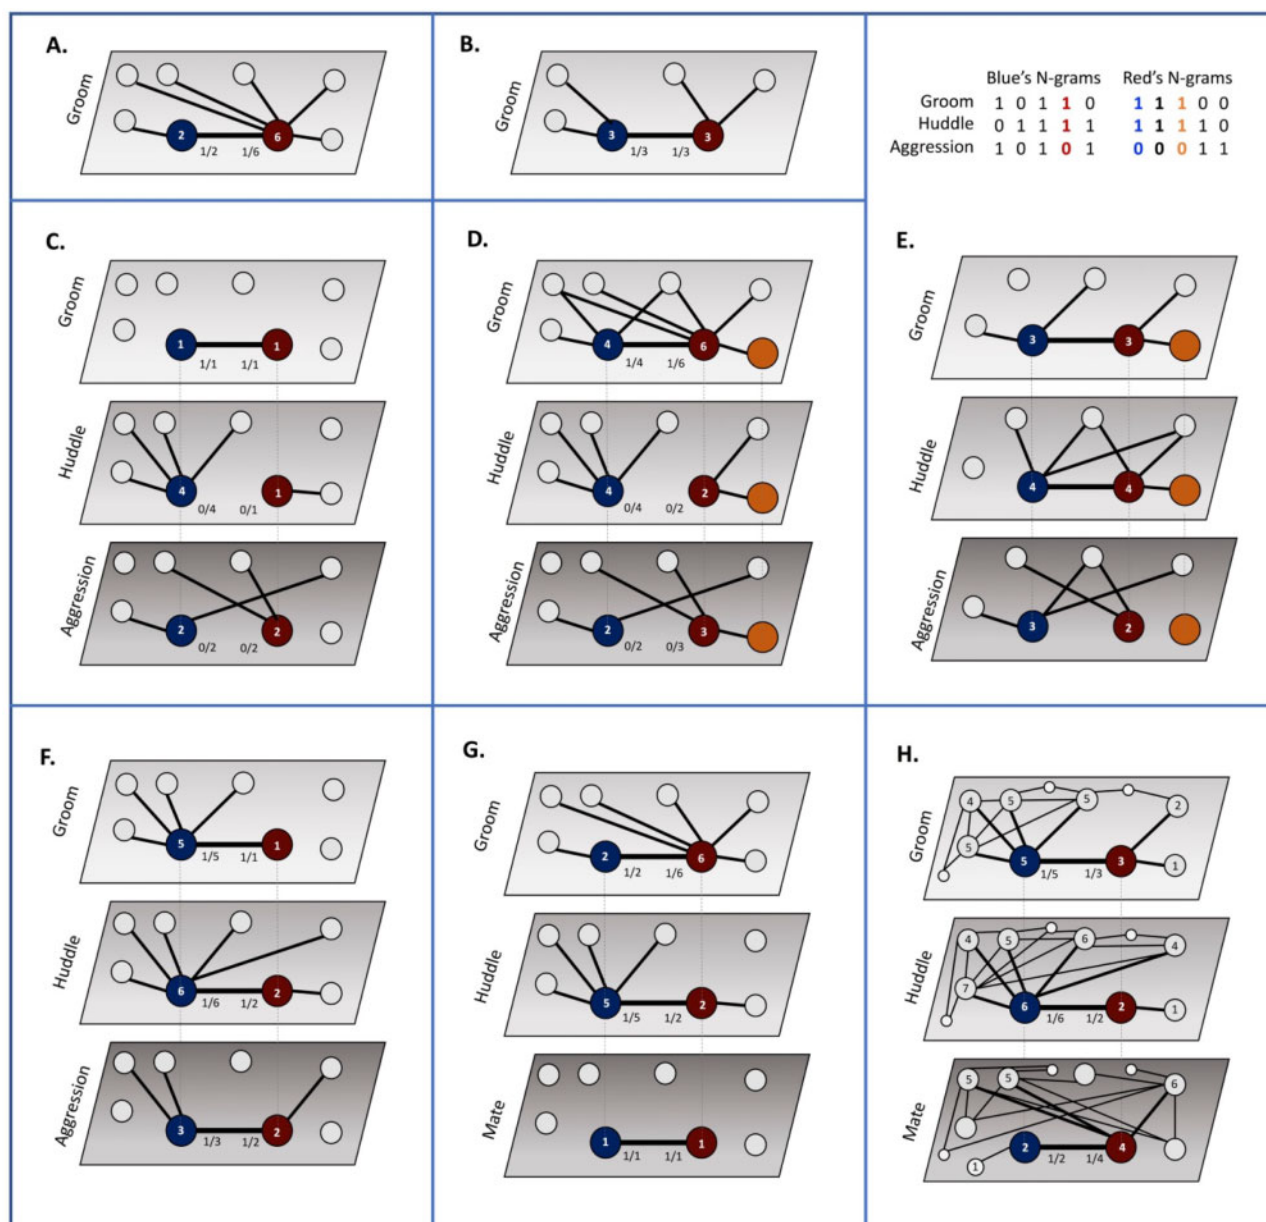 A.
Groom
2
6
1/2 1/6
B.
Groom
3
3
1/3 1/3
Blue's N-grams Red's N-grams
Groom 1 0 1 1 0 1 1 1 0 0
Huddle 0 1 1 1 1 1 1 1 1 0
Aggression 1 0 1 0 1 0 0 0 1 1
C.
Groom
1
1
1/1 1/1
Huddle
4
1
0/4 0/1
Aggression
2
2
0/2 0/2
D.
Groom
4
6
1/4 1/6
Huddle
4
2
0/4 0/2
Aggression
2
3
0/2 0/3
E.
Groom
3
3
Huddle
4
4
Aggression
3
2
F.
Groom
5
1
1/5 1/1
Huddle
6
2
1/6 1/2
Aggression
3
2
1/3 1/2
G.
Groom
2
6
1/2 1/6
Huddle
5
2
1/5 1/2
Mate
1
1
1/1 1/1
H.
Groom
4 5 5 2
5
5 3 1
1/5 1/3
Huddle
4 5 6 4
7
6 2 1
1/6 1/2
Mate
5 5 6
2 4
1/2 1/4
1